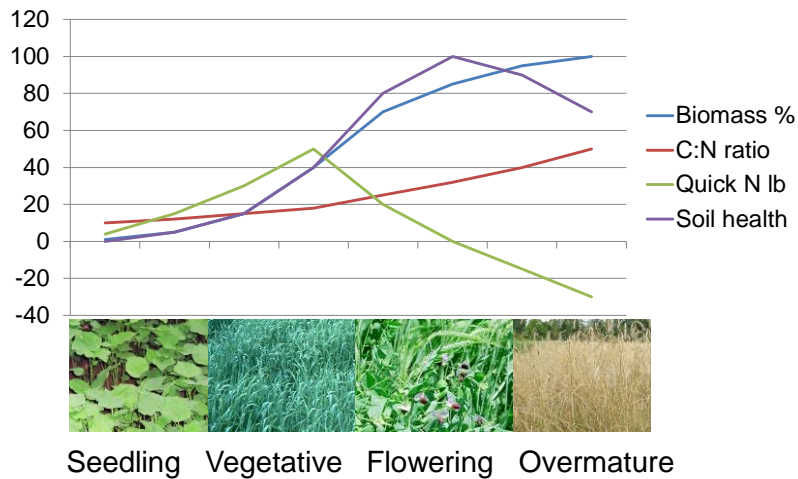 120
100
80
60
40
20
0
-20
-40
Biomass %
C:N ratio
Quick N lb
Soil health
Seedling Vegetative Flowering Overmature